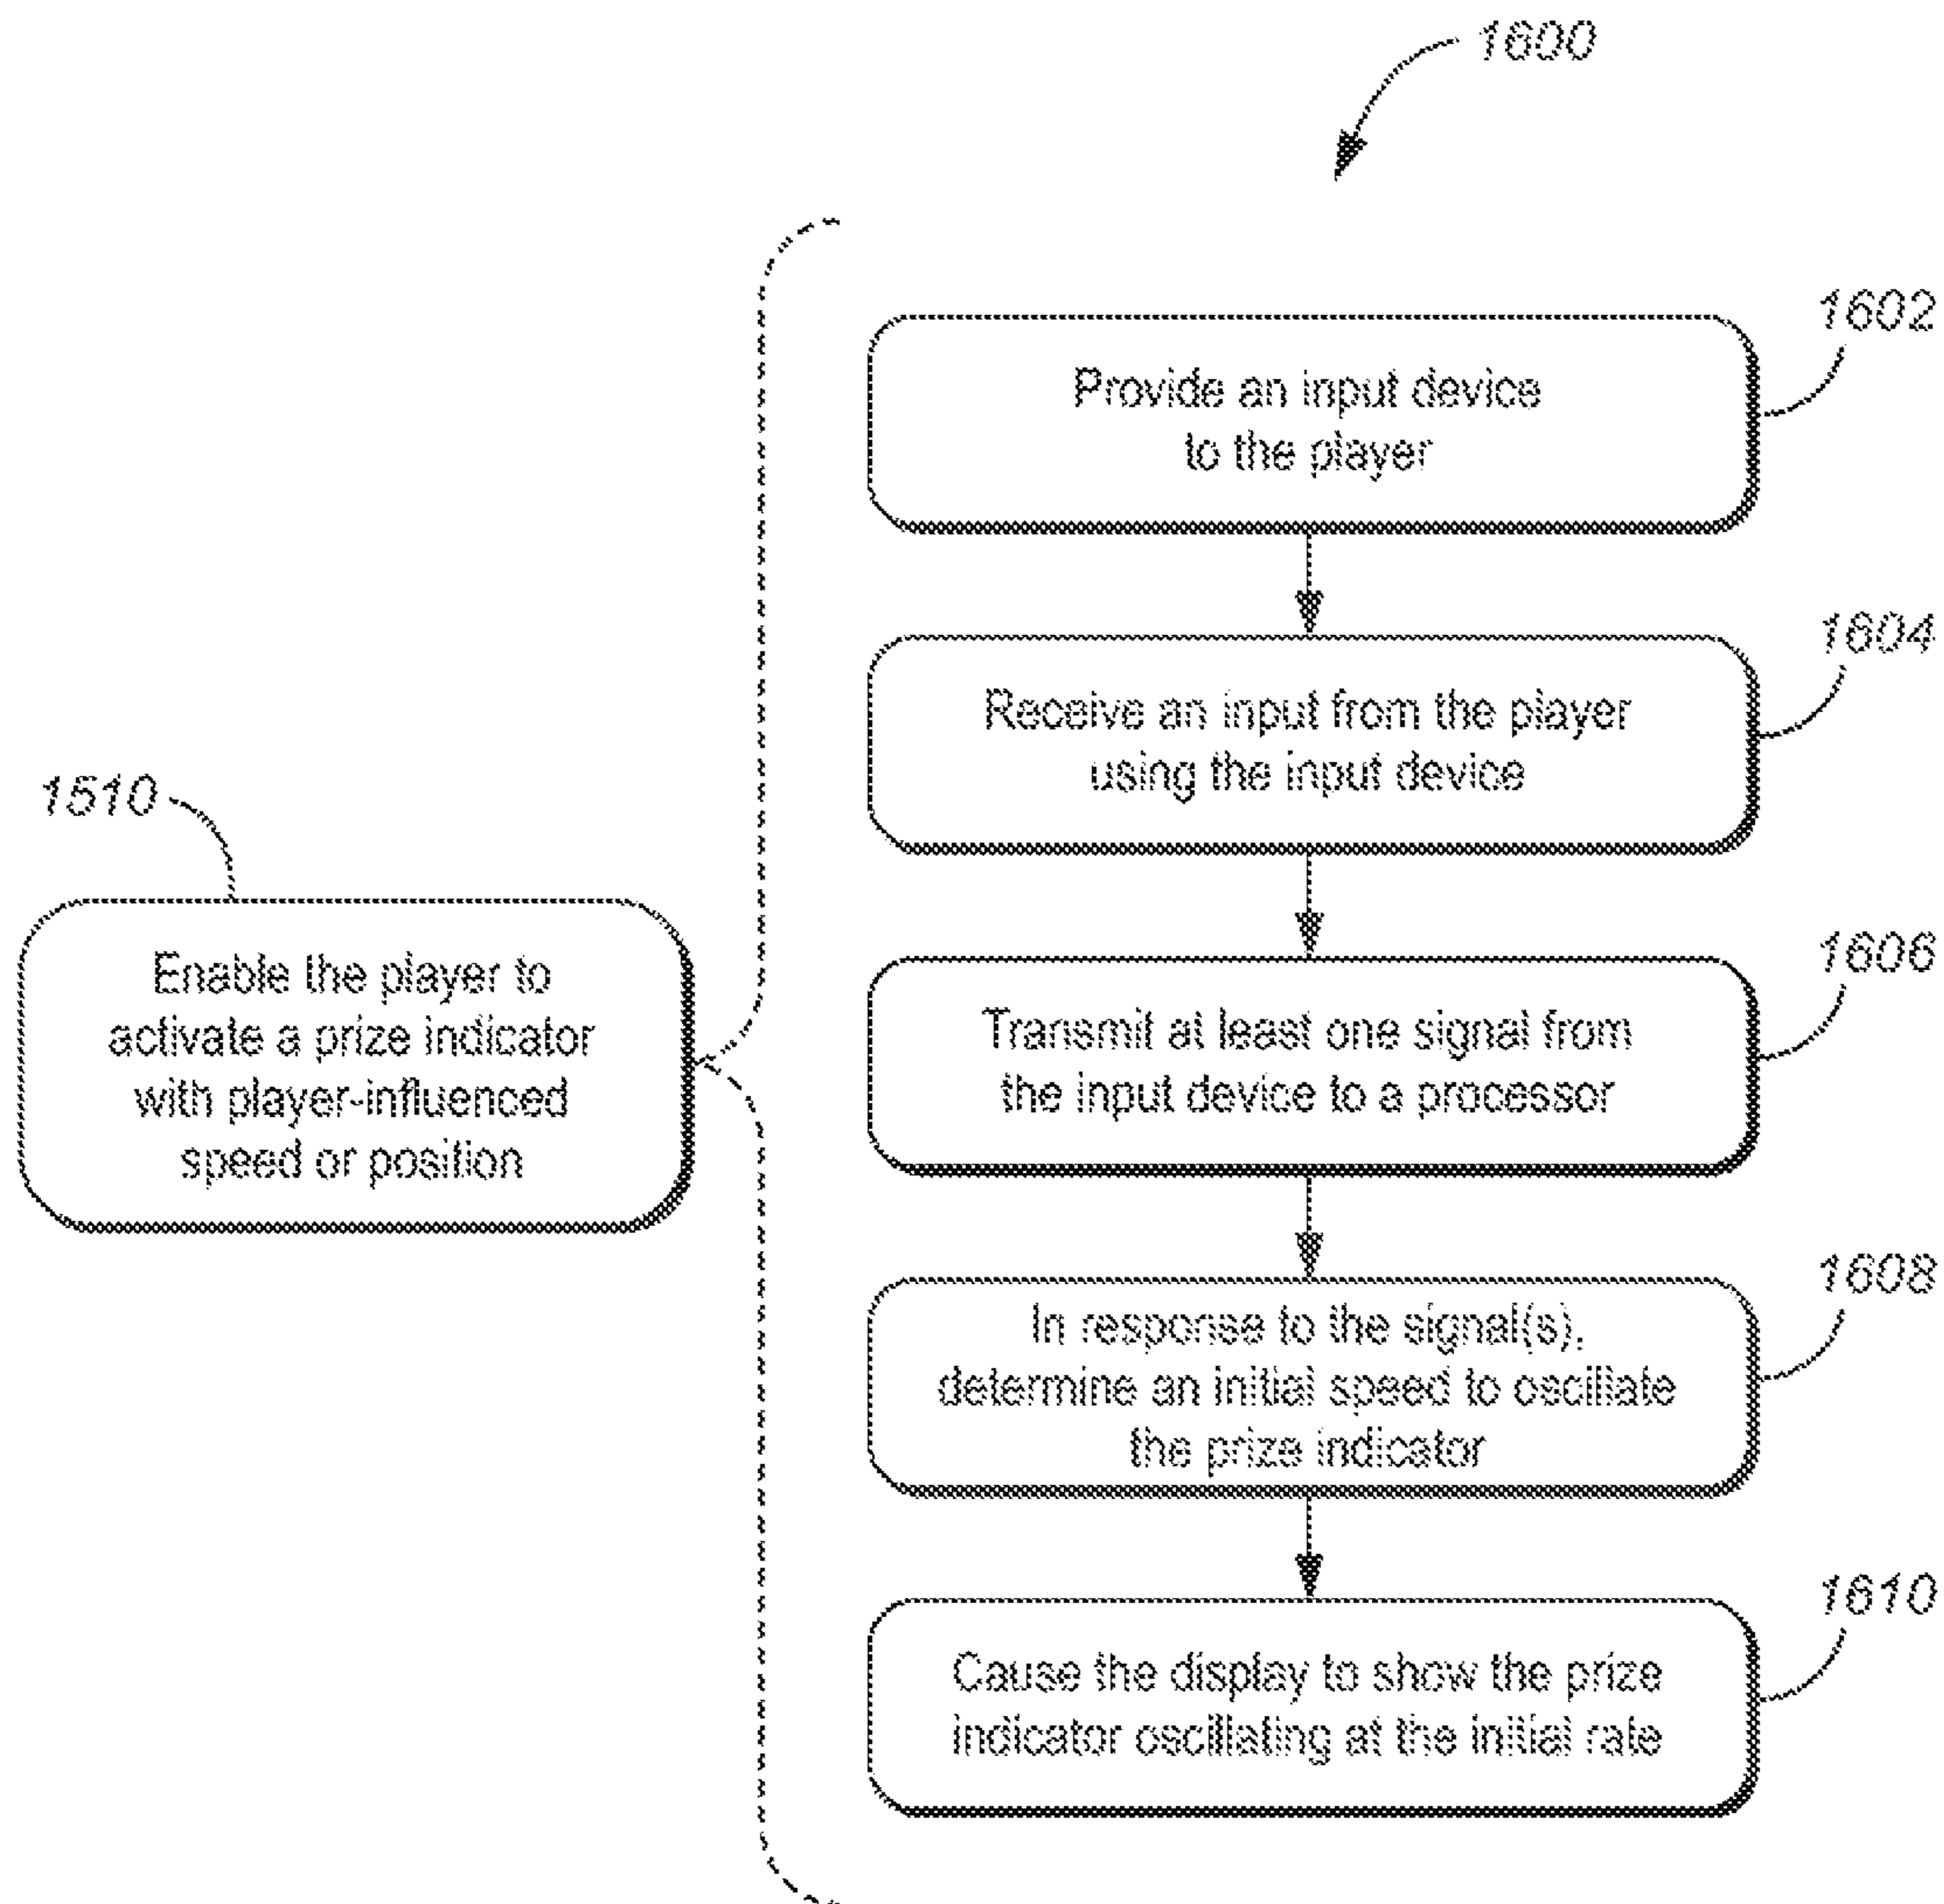 1600
1602
Provide an input device
to the player
1604
Receive an input from the player
using the input device
1510
Enable the player to
activate a prize indicator
with player-influenced
speed or position
1606
Transmit at least one signal from
the input device to a processor
1608
In response to the signal(s),
determine an initial speed to oscillate
the prize indicator
1610
Cause the display to show the prize
indicator oscillating at the initial rate